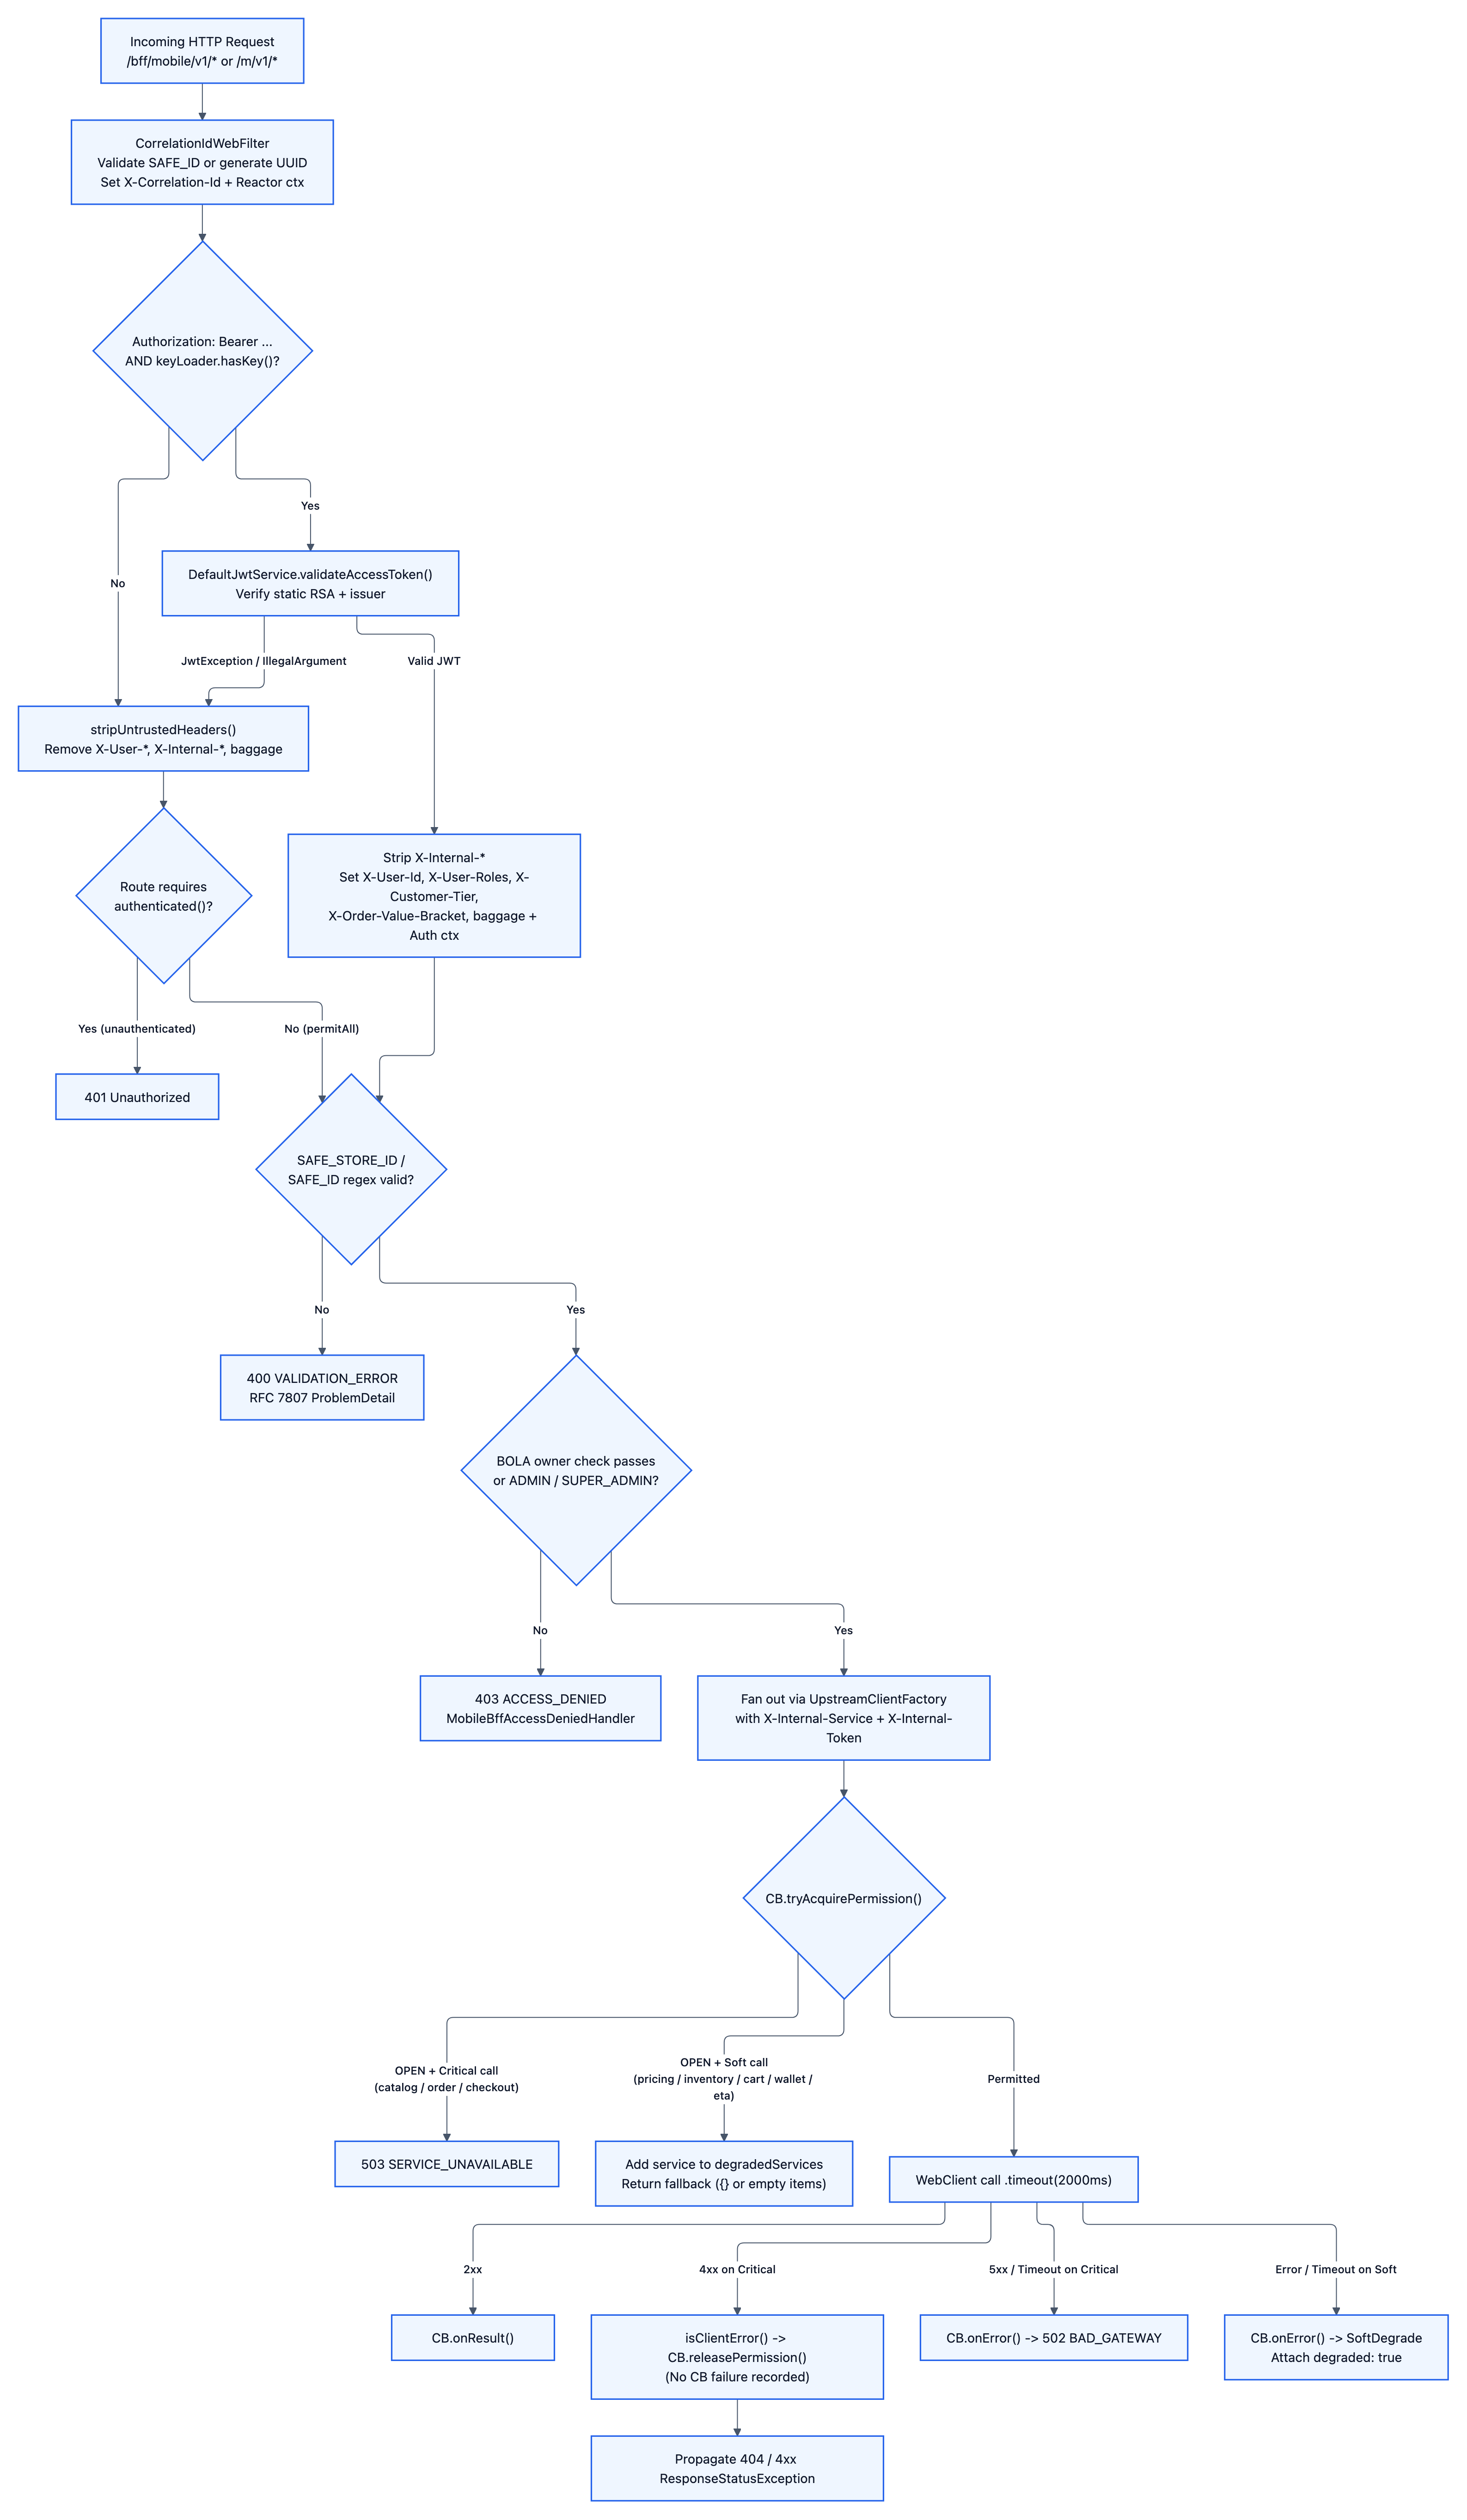 Incoming HTTP Request
/bff/mobile/v1/* or /m/v1/*
CorrelationIdWebFilter
Validate SAFE_ID or generate UUID
Set X-Correlation-Id + Reactor ctx
Authorization: Bearer ...
AND keyLoader.hasKey()?
Yes
No
DefaultJwtService.validateAccessToken()
Verify static RSA + issuer
JwtException / IllegalArgument
Valid JWT
stripUntrustedHeaders()
Remove X-User-*, X-Internal-*, baggage
Route requires
authenticated()?
Strip X-Internal-*
Set X-User-Id, X-User-Roles, X-
Customer-Tier,
X-Order-Value-Bracket, baggage +
Auth ctx
Yes (unauthenticated)
No (permitAll)
401 Unauthorized
SAFE_STORE_ID /
SAFE_ID regex valid?
No
Yes
400 VALIDATION_ERROR
RFC 7807 ProblemDetail
BOLA owner check passes
or ADMIN / SUPER_ADMIN?
No
Yes
403 ACCESS_DENIED
MobileBffAccessDeniedHandler
Fan out via UpstreamClientFactory
with X-Internal-Service + X-Internal-
Token
CB.tryAcquirePermission()
OPEN + Critical call
(catalog / order / checkout)
OPEN + Soft call
(pricing / inventory / cart / wallet /
eta)
Permitted
503 SERVICE_UNAVAILABLE
Add service to degradedServices
Return fallback ({} or empty items)
WebClient call .timeout(2000ms)
2xx
4xx on Critical
5xx / Timeout on Critical
Error / Timeout on Soft
CB.onResult()
isClientError() ->
CB.releasePermission()
(No CB failure recorded)
CB.onError() -> 502 BAD_GATEWAY
CB.onError() -> SoftDegrade
Attach degraded: true
Propagate 404 / 4xx
ResponseStatusException